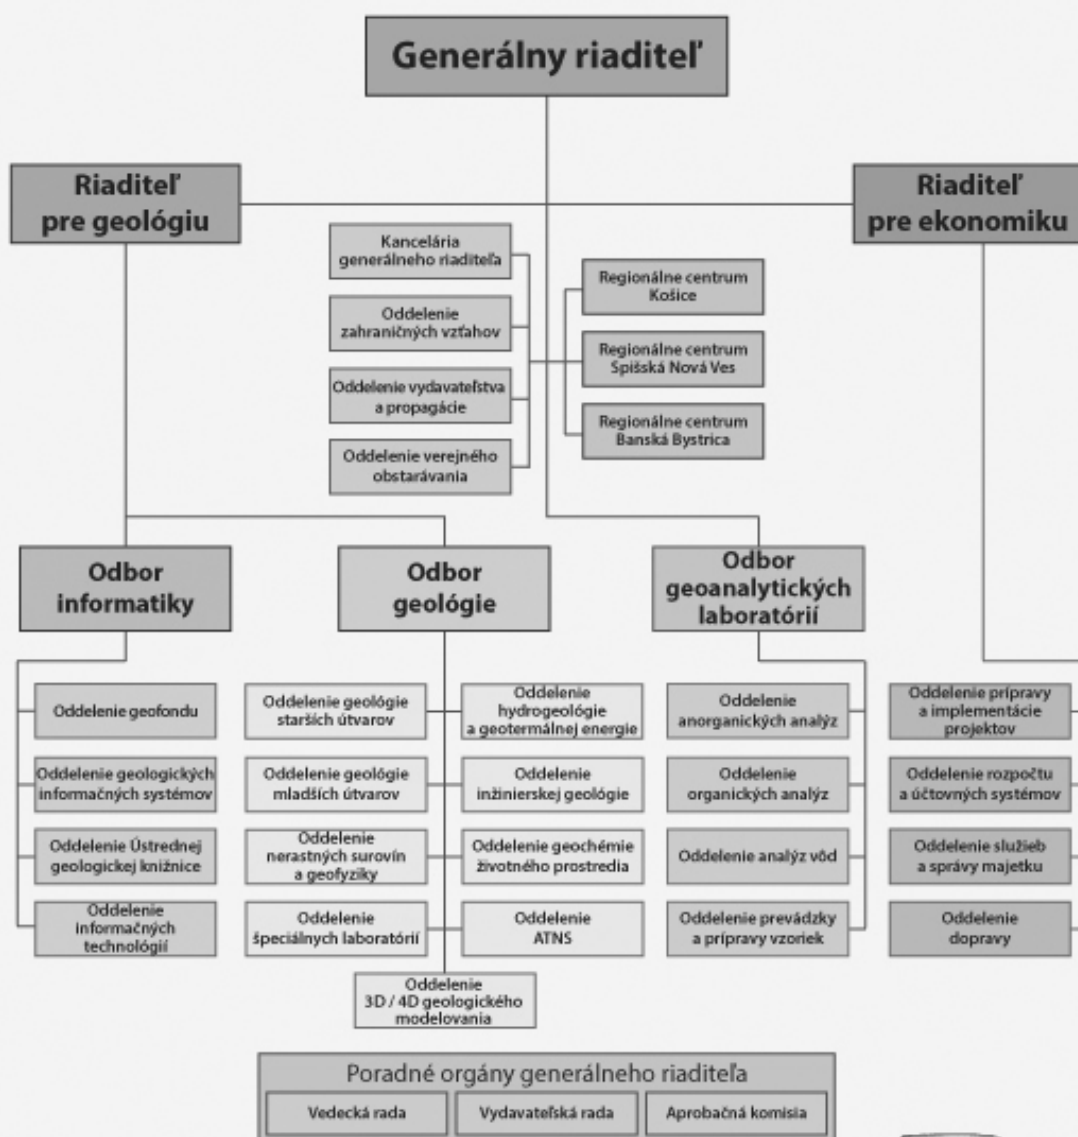 Generálny riaditeľ
Riaditeľ
pre geológiu
Riaditeľ
pre ekonomiku
Kancelária
generálneho riaditeľa
Oddelenie
zahraničných vzťahov
Oddelenie vydavateľstva
a propagácie
Oddelenie verejného
obstarávania
Regionálne centrum
Košice
Regionálne centrum
Spišská Nová Ves
Regionálne centrum
Banská Bystrica
Odbor
informatiky
Odbor
geológie
Odbor
geoanalytických
laboratórií
Oddelenie geofondu
Oddelenie geologických
informačných systémov
Oddelenie Ústrednej
geologickej knižnice
Oddelenie
informačných
technológií
Oddelenie geológie
starších útvarov
Oddelenie geológie
mladších útvarov
Oddelenie
nerastných surovín
a geofyziky
Oddelenie
špeciálnych laboratórií
Oddelenie
hydrogeológie
a geotermálnej energie
Oddelenie
inžinierskej geológie
Oddelenie geochémie
životného prostredia
Oddelenie
ATNS
Oddelenie
3D / 4D geologického
modelovania
Oddelenie
anorganických analýz
Oddelenie
organických analýz
Oddelenie analýz vôd
Oddelenie prevádzky
a prípravy vzoriek
Oddelenie prípravy
a implementácie
projektov
Oddelenie rozpočtu
a účtovných systémov
Oddelenie služieb
a správy majetku
Oddelenie
dopravy
Poradné orgány generálneho riaditeľa
Vedecká rada
Vydavateľská rada
Aprobačná komisia